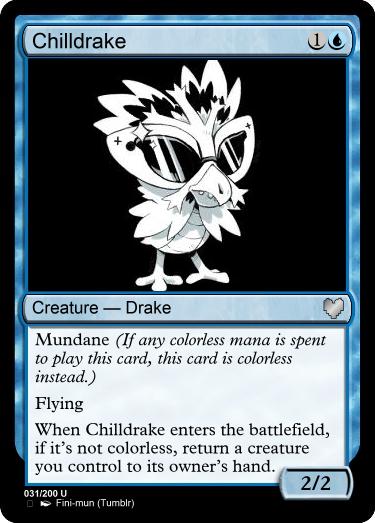 Chilldrake 1
Creature — Drake
Mundane (If any colorless mana is spent
to play this card, this card is colorless
instead.)
Flying
When Chilldrake enters the battlefield,
if it's not colorless, return a creature
you control to its owner's hand.
2/2
031/200 U
Fini-mun (Tumblr)